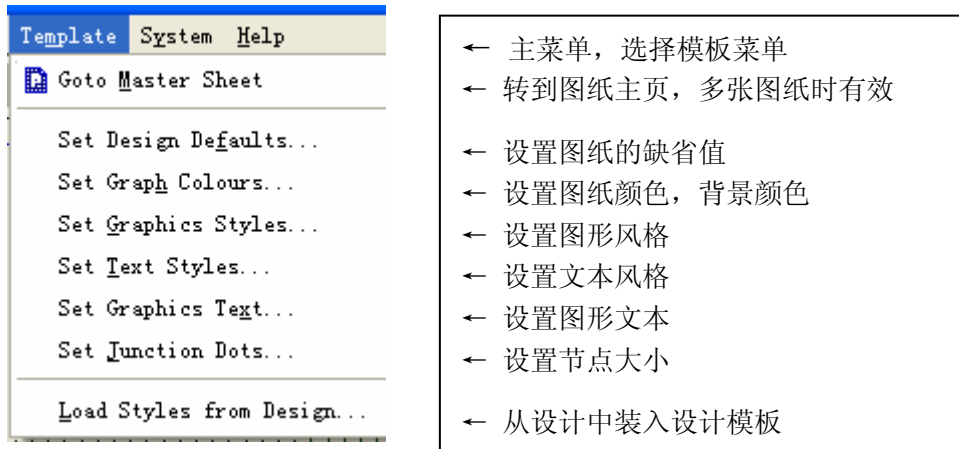 Template System Help
Goto Master Sheet
Set Design Defaults...
Set Graph Colours...
Set Graphics Styles...
Set Text Styles...
Set Graphics Text...
Set Junction Dots...
Load Styles from Design...
← 主菜单，选择模板菜单
← 转到图纸主页，多张图纸时有效
← 设置图纸的缺省值
← 设置图纸颜色，背景颜色
← 设置图形风格
← 设置文本风格
← 设置图形文本
← 设置节点大小
← 从设计中装入设计模板